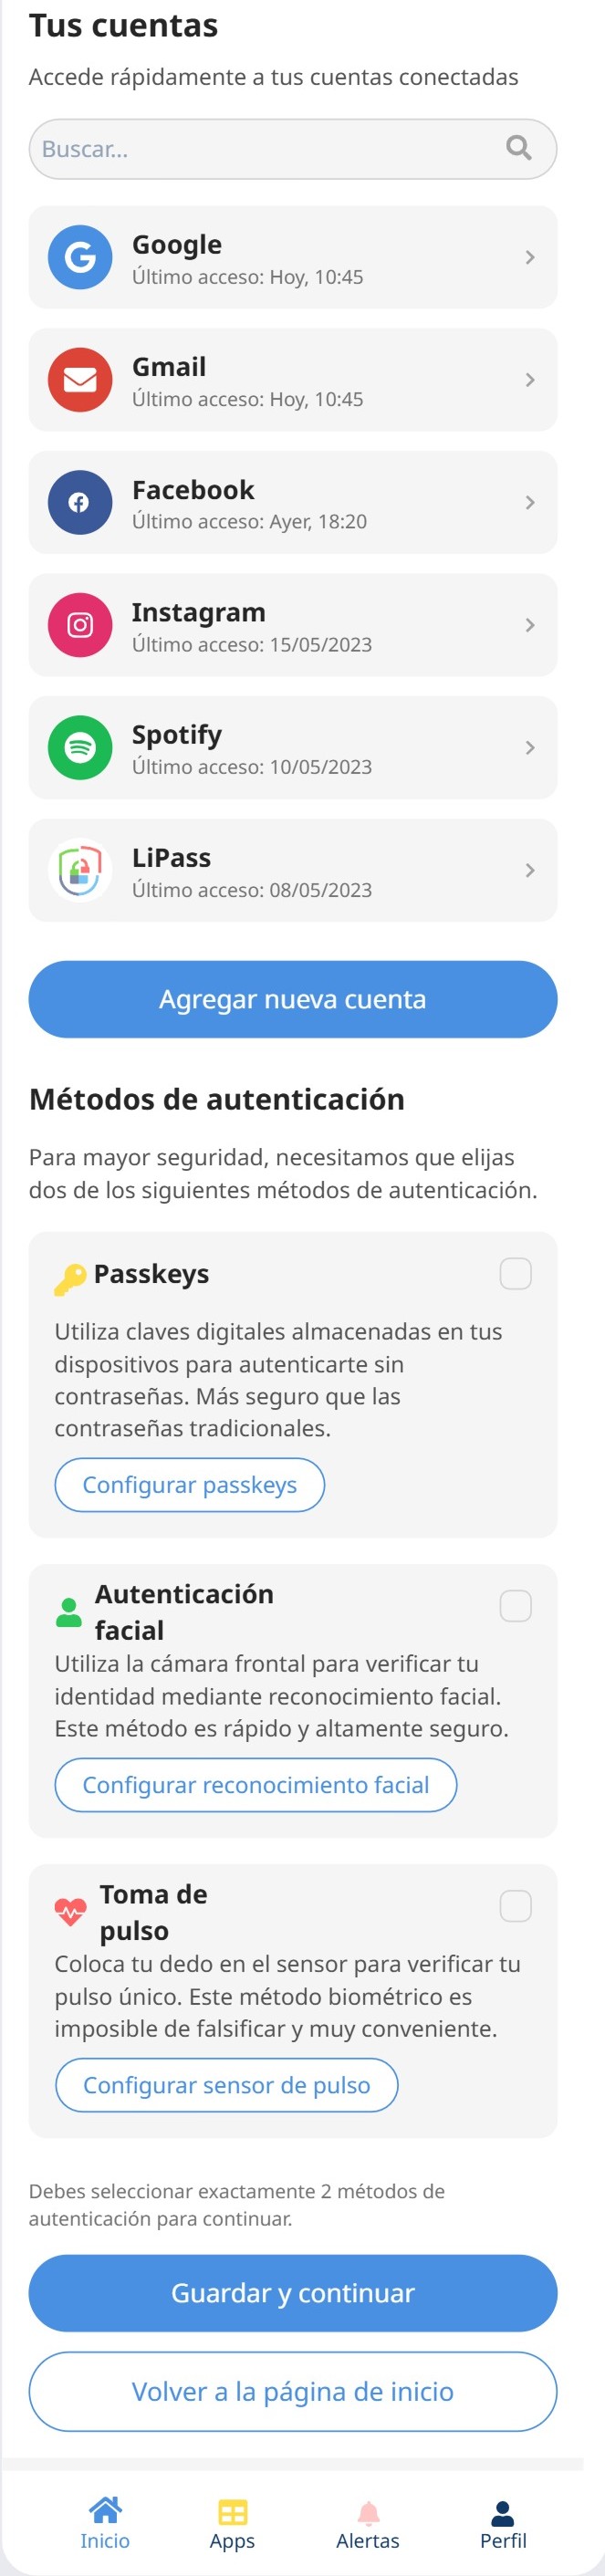 Tus cuentas
Accede rápidamente a tus cuentas conectadas
Buscar...
Google
Último acceso: Hoy, 10:45
Gmail
Último acceso: Hoy, 10:45
Facebook
Último acceso: Ayer, 18:20
Instagram
Último acceso: 15/05/2023
Spotify
Último acceso: 10/05/2023
LiPass
Último acceso: 08/05/2023
Agregar nueva cuenta
Métodos de autenticación
Para mayor seguridad, necesitamos que elijas
dos de los siguientes métodos de autenticación.
Passkeys
Utiliza claves digitales almacenadas en tus
dispositivos para autenticarte sin
contraseñas. Más seguro que las
contraseñas tradicionales.
Configurar passkeys
Autenticación
facial
Utiliza la cámara frontal para verificar tu
identidad mediante reconocimiento facial.
Este método es rápido y altamente seguro.
Configurar reconocimiento facial
Toma de
pulso
Coloca tu dedo en el sensor para verificar tu
pulso único. Este método biométrico es
imposible de falsificar y muy conveniente.
Configurar sensor de pulso
Debes seleccionar exactamente 2 métodos de
autenticación para continuar.
Guardar y continuar
Volver a la página de inicio
Inicio
Apps
Alertas
Perfil